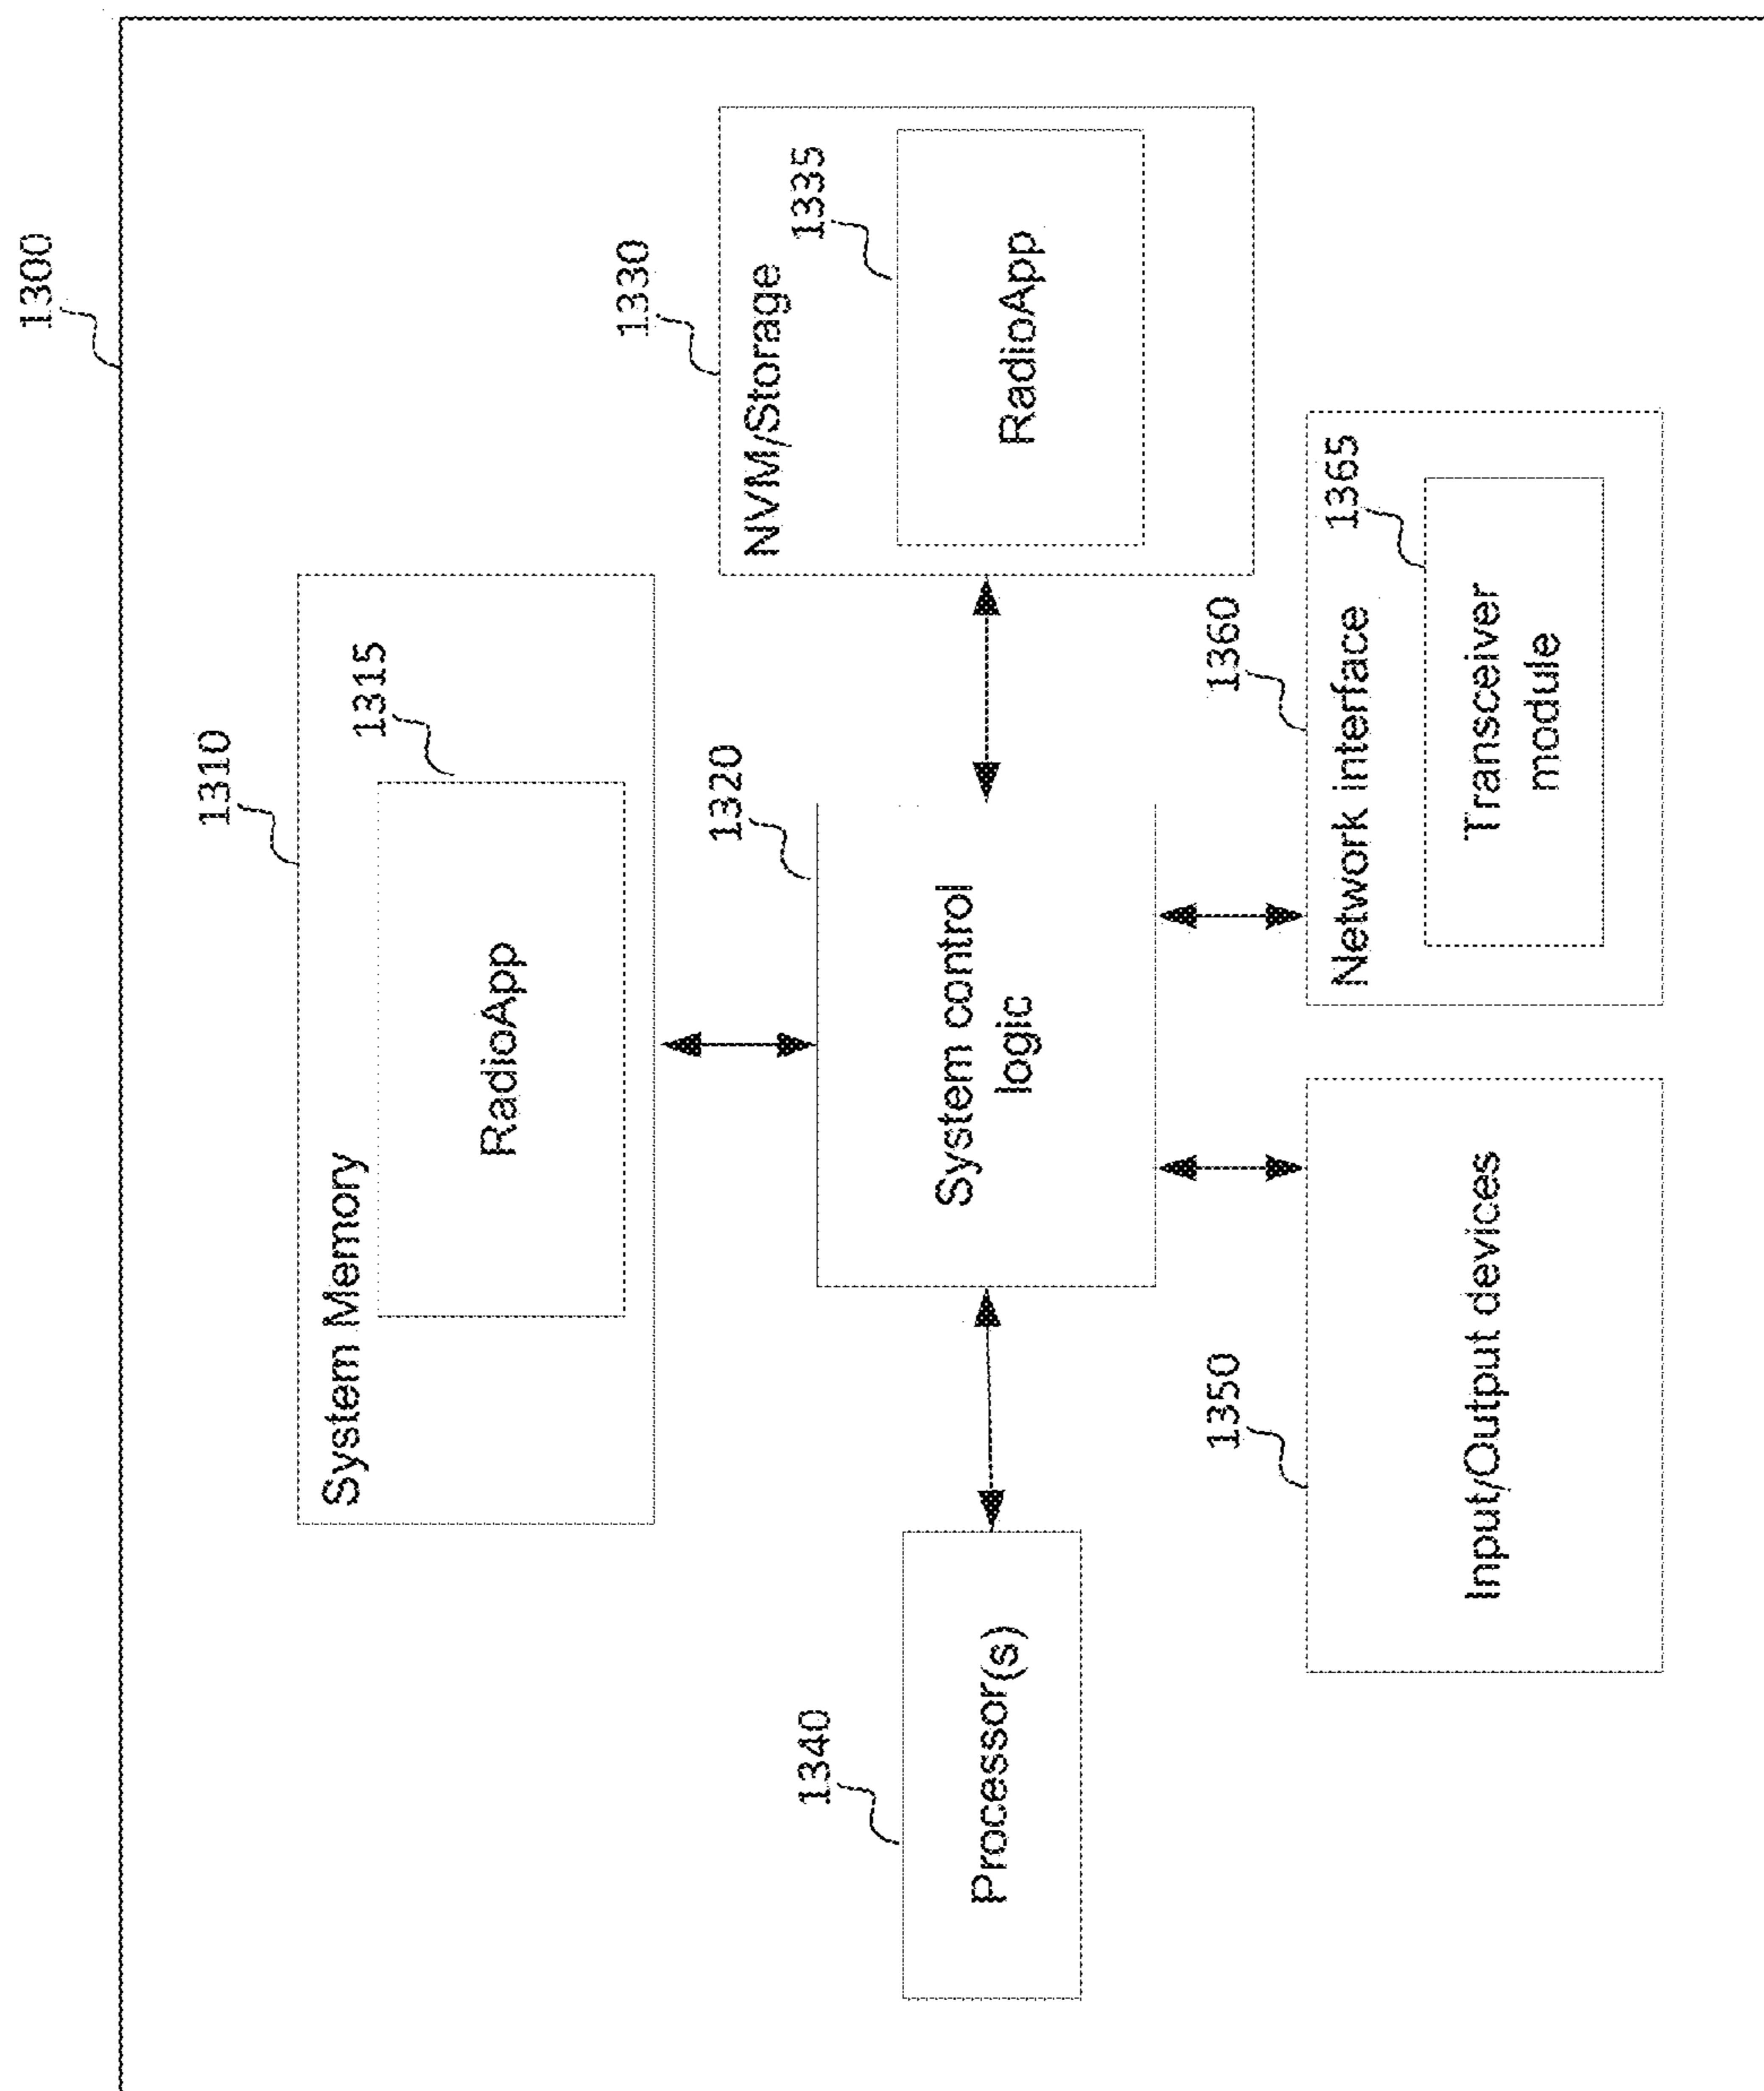 1300
1310
System Memory
1315
RadioApp
1320
System control
logic
1330
NVM/Storage
1335
RadioApp
1340
Processor(s)
1350
Input/Output devices
1360
Network interface
1365
Transceiver
module